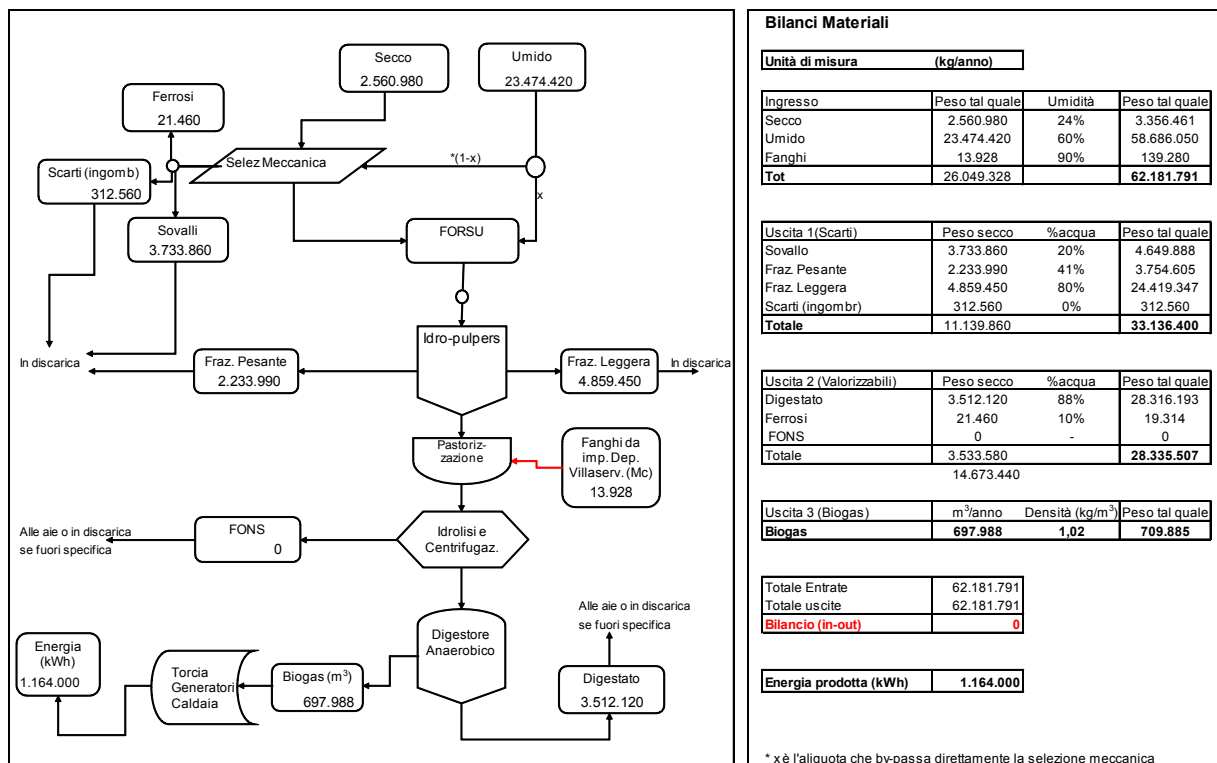 Secco
2.560.980
Umido
23.474.420
Ferrosi
21.460
Selez Meccanica
*(1-x)
x
Scarti (ingomb)
312.560
Sovalli
3.733.860
FORSU
Idro-pulpers
In discarica
Fraz. Pesante
2.233.990
Fraz. Leggera
4.859.450
In discarica
Pastoriz-
zazione
Fanghi da
imp. Dep.
Villaserv. (Mc)
13.928
Alle aie o in discarica
se fuori specifica
FONS
0
Idrolisi e
Centrifugaz.
Alle aie o in discarica
se fuori specifica
Energia
(kWh)
1.164.000
Torcia
Generatori
Caldaia
Biogas (m³)
697.988
Digestore
Anaerobico
Digestato
3.512.120
Bilanci Materiali
Unità di misura (kg/anno)
Ingresso Peso tal quale Umidità Peso tal quale
Secco 2.560.980 24% 3.356.461
Umido 23.474.420 60% 58.686.050
Fanghi 13.928 90% 139.280
Tot 26.049.328 62.181.791
Uscita 1(Scarti) Peso secco %acqua Peso tal quale
Sovallo 3.733.860 20% 4.649.888
Fraz. Pesante 2.233.990 41% 3.754.605
Fraz. Leggera 4.859.450 80% 24.419.347
Scarti (ingombr) 312.560 0% 312.560
Totale 11.139.860 33.136.400
Uscita 2 (Valorizzabili) Peso secco %acqua Peso tal quale
Digestato 3.512.120 88% 28.316.193
Ferrosi 21.460 10% 19.314
FONS 0 - 0
Totale 3.533.580 28.335.507
14.673.440
Uscita 3 (Biogas) m³/anno Densità (kg/m³) Peso tal quale
Biogas 697.988 1,02 709.885
Totale Entrate 62.181.791
Totale uscite 62.181.791
Bilancio (in-out) 0
Energia prodotta (kWh) 1.164.000
* x è l'aliquota che by-passa direttamente la selezione meccanica